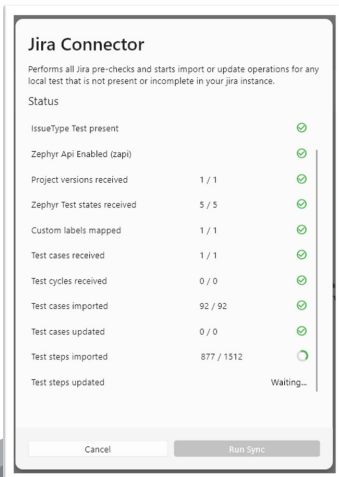 Jira Connector
Performs all Jira pre-checks and starts import or update operations for any
local test that is not present or incomplete in your jira instance.
Status
IssueType Test present
Zephyr Api Enabled (zapi)
Project versions received 1 / 1
Zephyr Test states received 5 / 5
Custom labels mapped 1 / 1
Test cases received 1 / 1
Test cycles received 0 / 0
Test cases imported 92 / 92
Test cases updated 0 / 0
Test steps imported 877 / 1512
Test steps updated Waiting...
Cancel Run Sync